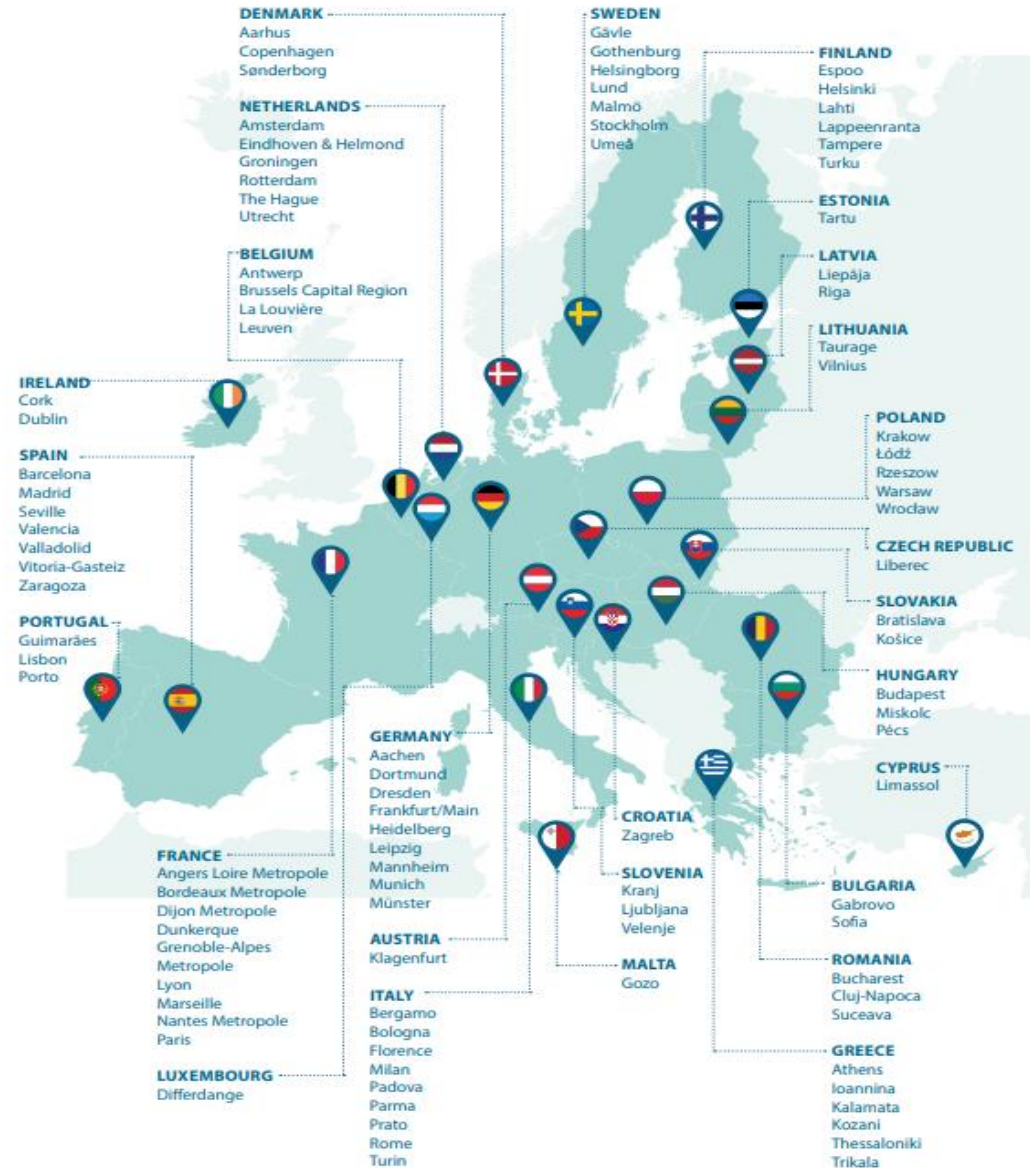 DENMARK
Aarhus
Copenhagen
Sønderborg
NETHERLANDS
Amsterdam
Eindhoven & Helmond
Groningen
Rotterdam
The Hague
Utrecht
BELGIUM
Antwerp
Brussels Capital Region
La Louvière
Leuven
IRELAND
Cork
Dublin
SPAIN
Barcelona
Madrid
Seville
Valencia
Valladolid
Vitoria-Gasteiz
Zaragoza
PORTUGAL
Guimarães
Lisbon
Porto
SWEDEN
Gävle
Gothenburg
Helsingborg
Lund
Malmö
Stockholm
Umeå
FINLAND
Espoo
Helsinki
Lahti
Lappeenranta
Tampere
Turku
ESTONIA
Tartu
LATVIA
Liepāja
Riga
LITHUANIA
Taurage
Vilnius
POLAND
Krakow
Łódź
Rzeszow
Warsaw
Wrocław
CZECH REPUBLIC
Liberec
SLOVAKIA
Bratislava
Košice
HUNGARY
Budapest
Miskolc
Pécs
CYPRUS
Limassol
FRANCE
Angers Loire Metropole
Bordeaux Metropole
Dijon Metropole
Dunkerque
Grenoble-Alpes
Metropole
Lyon
Marseille
Nantes Metropole
Paris
LUXEMBOURG
Differdange
GERMANY
Aachen
Dortmund
Dresden
Frankfurt/Main
Heidelberg
Leipzig
Mannheim
Munich
Münster
AUSTRIA
Klagenfurt
ITALY
Bergamo
Bologna
Florence
Milan
Padova
Parma
Prato
Rome
Turin
CROATIA
Zagreb
SLOVENIA
Kranj
Ljubljana
Velenje
MALTA
Gozo
BULGARIA
Gabrovo
Sofia
ROMANIA
Bucharest
Cluj-Napoca
Suceava
GREECE
Athens
Ioannina
Kalamata
Kozani
Thessaloniki
Trikala